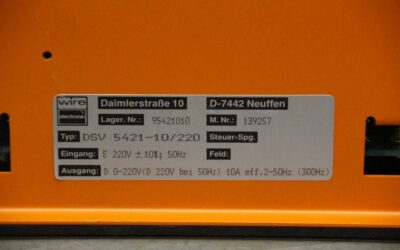 wire electronic Daimlerstraße 10 D-7442 Neuffen
Lager. Nr.: 95421010 M. Nr.: 139257
Typ: DSV 5421-10/220 Steuer-Spg.
Eingang: E 220V ±10%; 50Hz Feld:
Ausgang: D 0-220V(D 220V bei 50Hz) 10A eff.2-50Hz (300Hz)